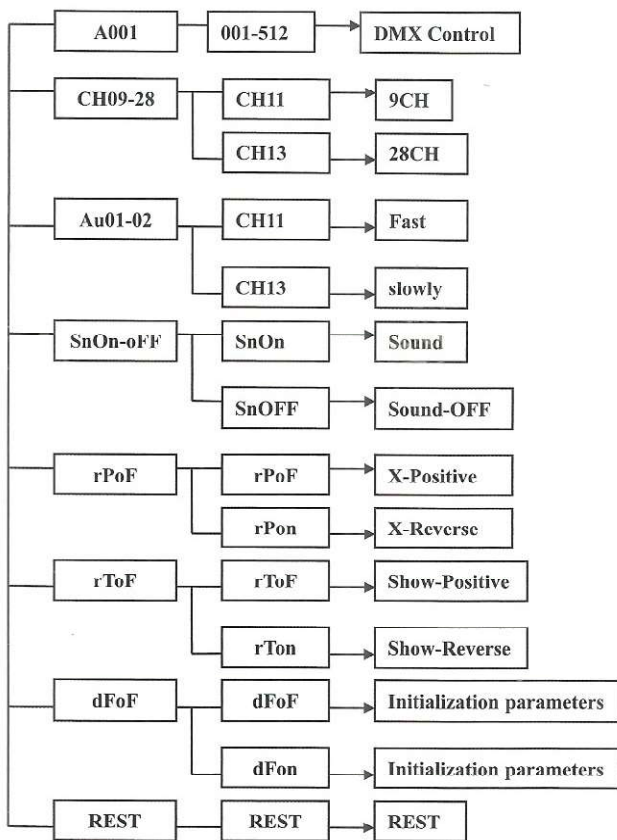 A001 001-512 DMX Control
CH09-28 CH11 9CH
CH13 28CH
Au01-02 CH11 Fast
CH13 slowly
SnOn-oFF SnOn Sound
SnOFF Sound-OFF
rPoF rPoF X-Positive
rPon X-Reverse
rToF rToF Show-Positive
rTon Show-Reverse
dFoF dFoF Initialization parameters
dFon Initialization parameters
REST REST REST